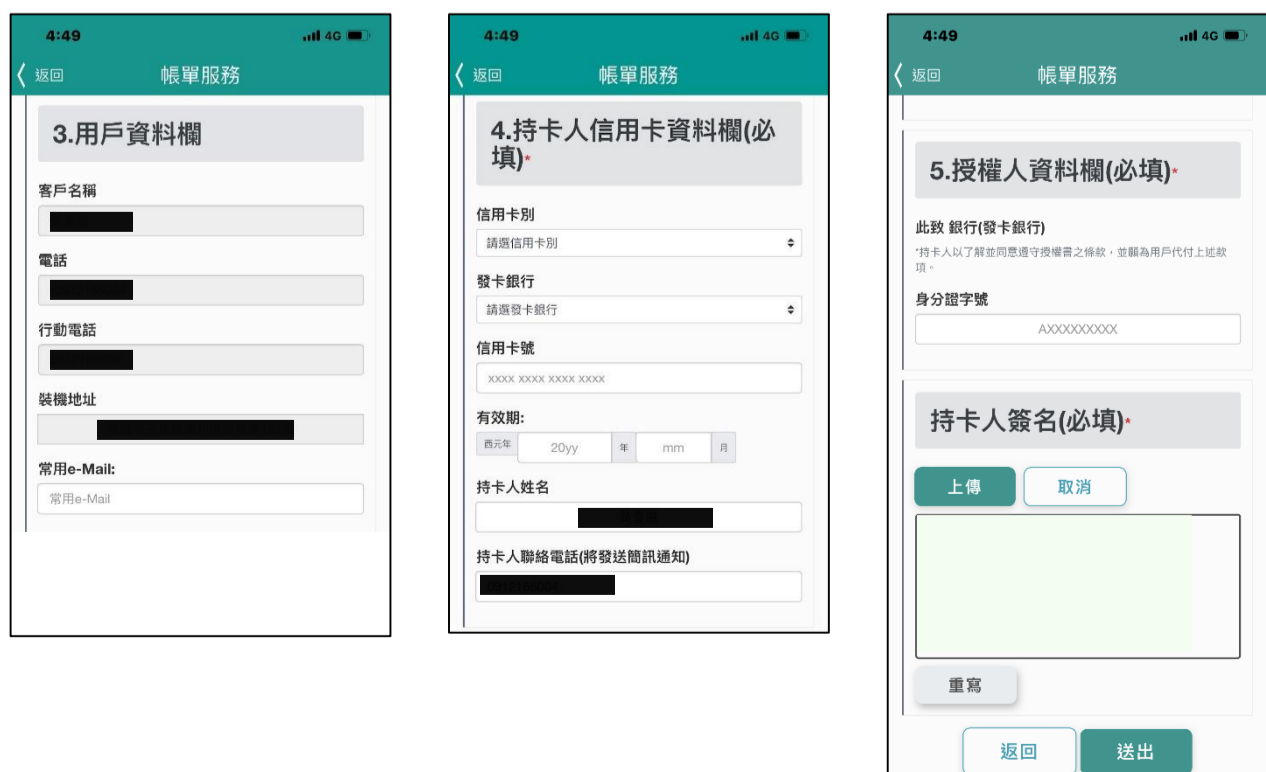 4:49
4G
返回
帳單服務
3.用戶資料欄
客戶名稱
電話
行動電話
裝機地址
常用e-Mail:
常用e-Mail
4:49
4G
返回
帳單服務
4.持卡人信用卡資料欄(必
填)*
信用卡別
請選信用卡別
發卡銀行
請選發卡銀行
信用卡號
xxxx xxxx xxxx xxxx
有效期:
西元年 20yy 年 mm 月
持卡人姓名
持卡人聯絡電話(將發送簡訊通知)
4:49
4G
返回
帳單服務
5.授權人資料欄(必填)*
此致 銀行(發卡銀行)
*持卡人以了解並同意遵守授權書之條款，並願為用戶代付上述款
項。
身分證字號
AXXXXXXXXX
持卡人簽名(必填)*
上傳
取消
重寫
返回
送出